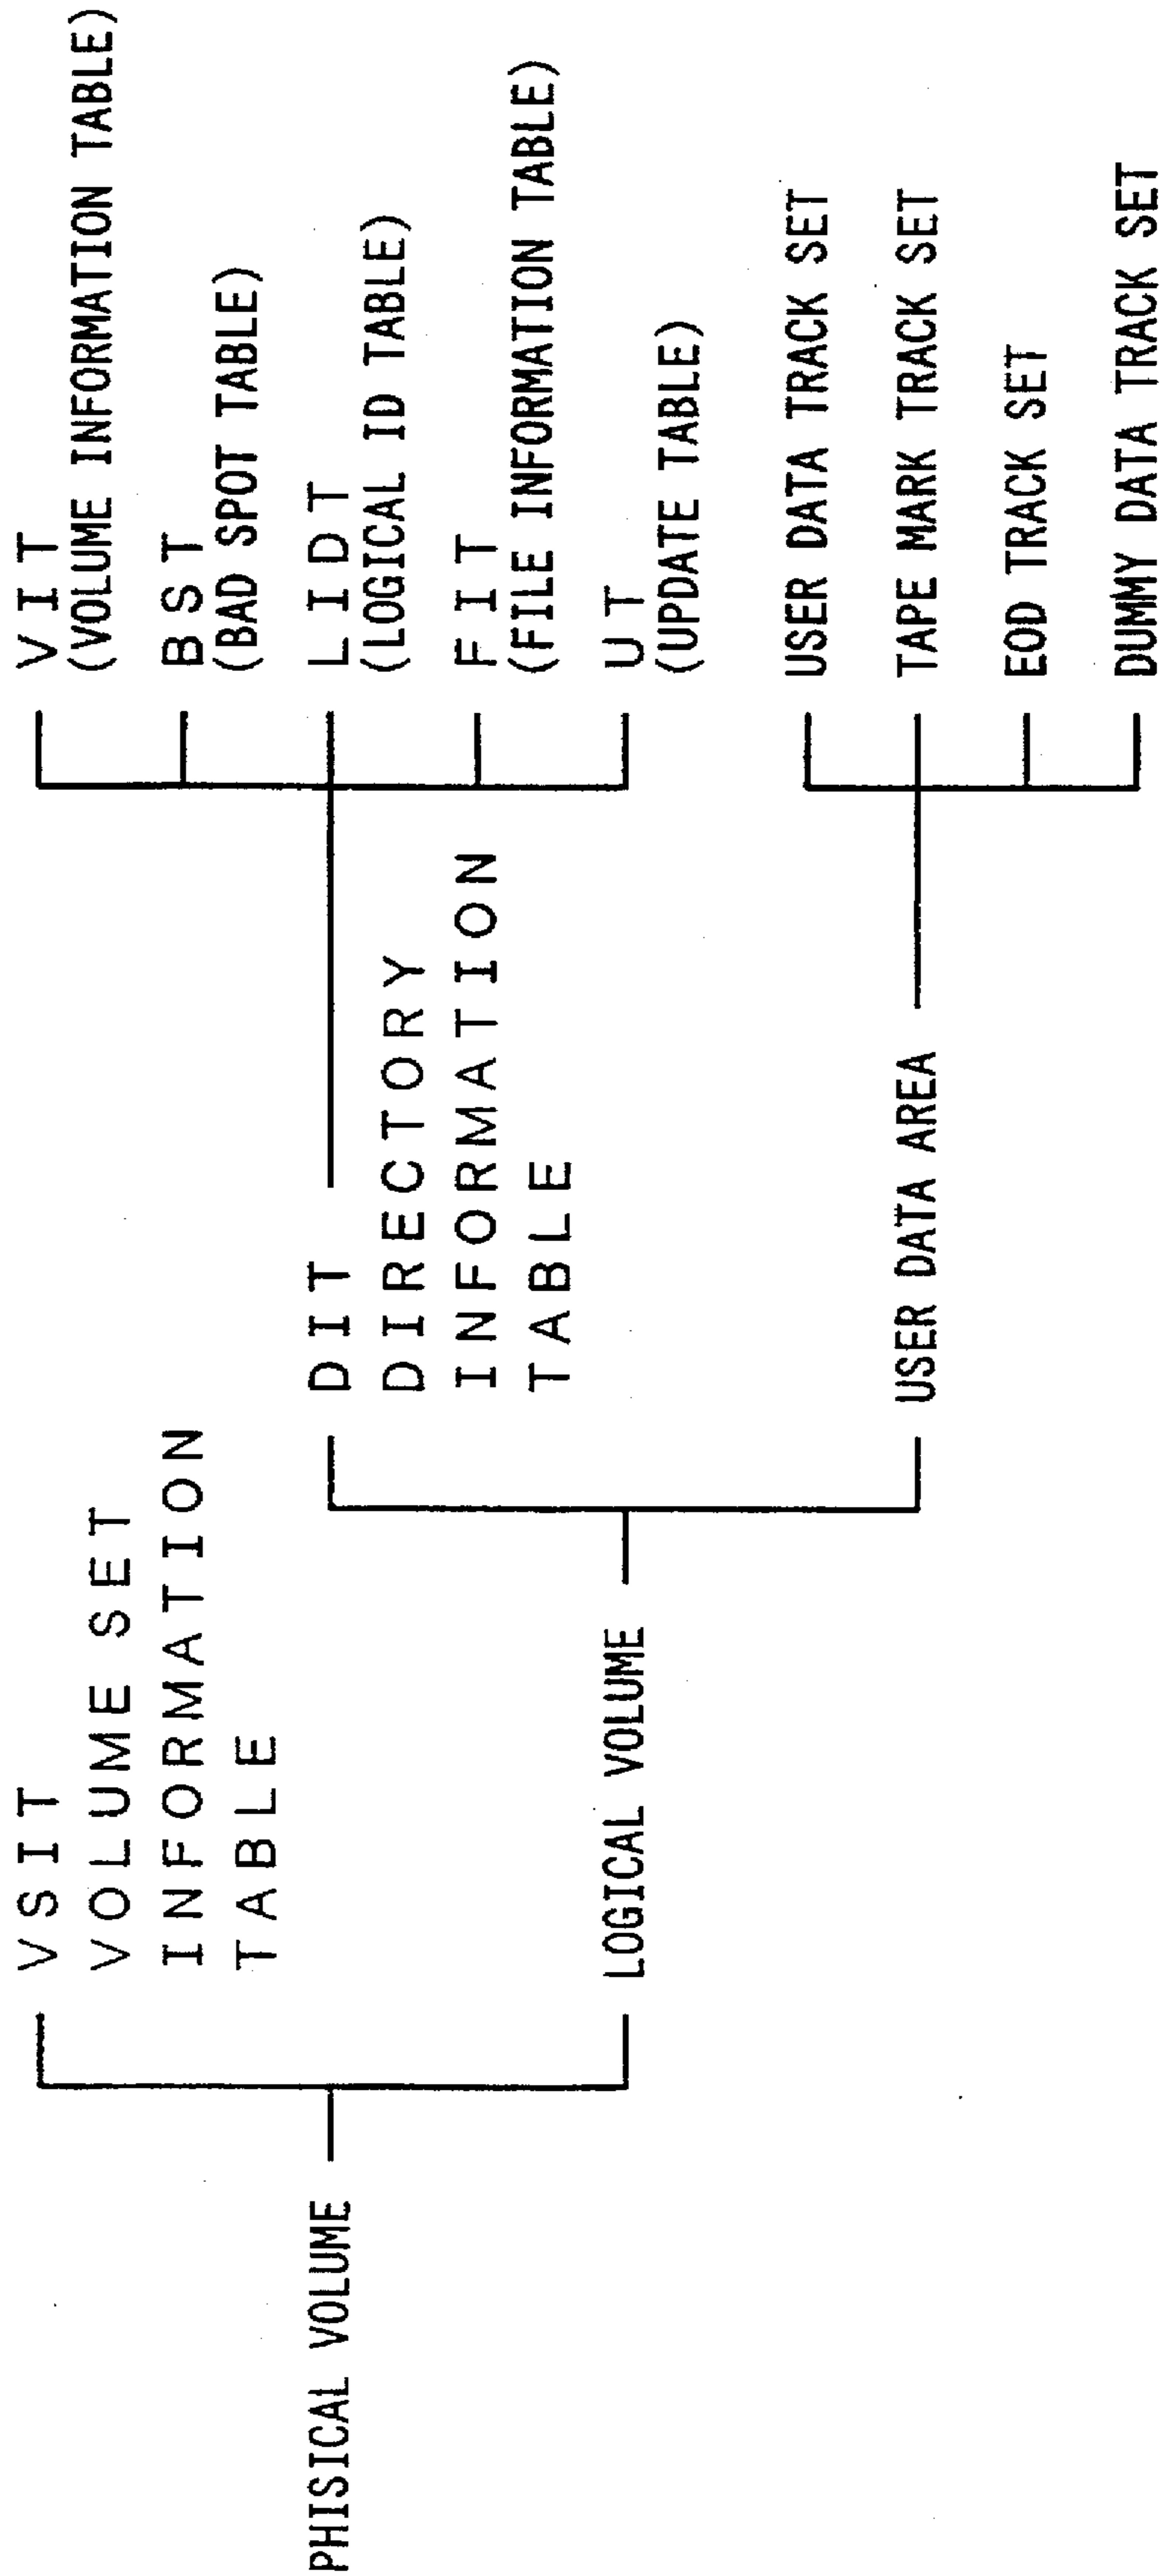 PHISICAL VOLUME
VSIT
VOLUME SET
INFORMATION
TABLE
LOGICAL VOLUME
DIT
DIRECTORY
INFORMATION
TABLE
USER DATA AREA
VIT
(VOLUME INFORMATION TABLE)
BST
(BAD SPOT TABLE)
LIDT
(LOGICAL ID TABLE)
FIT
(FILE INFORMATION TABLE)
UT
(UPDATE TABLE)
USER DATA TRACK SET
TAPE MARK TRACK SET
EOD TRACK SET
DUMMY DATA TRACK SET